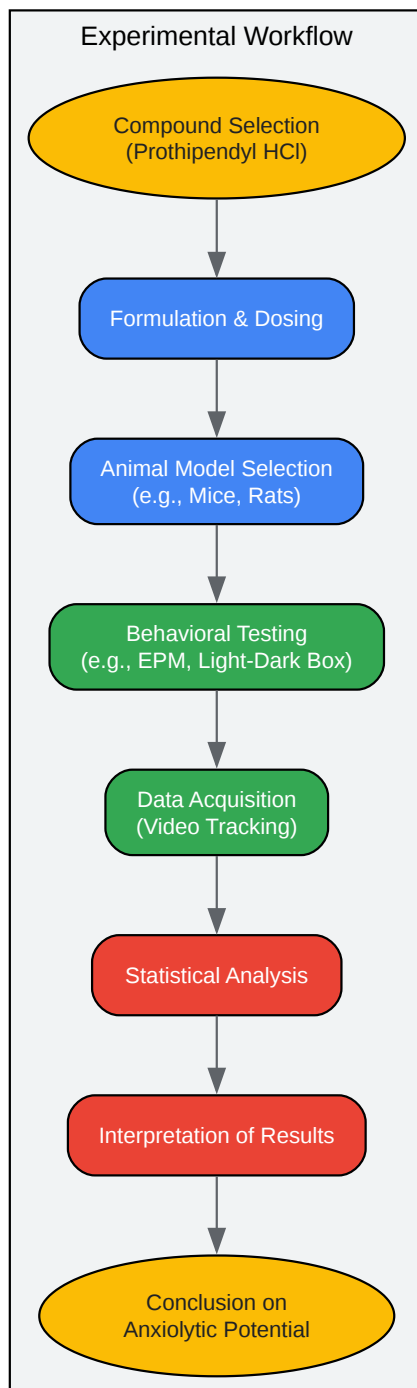 Experimental Workflow
Compound Selection
(Prothipendyl HCl)
Formulation & Dosing
Animal Model Selection
(e.g., Mice, Rats)
Behavioral Testing
(e.g., EPM, Light-Dark Box)
Data Acquisition
(Video Tracking)
Statistical Analysis
Interpretation of Results
Conclusion on
Anxiolytic Potential